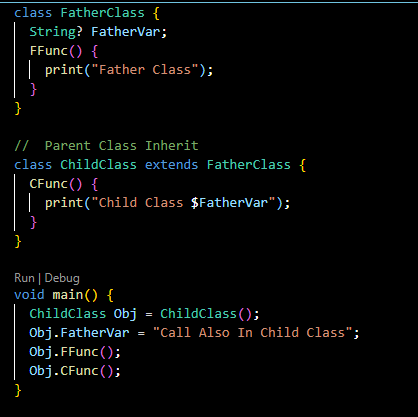 class FatherClass {
  String? FatherVar;
  FFunc() {
    print("Father Class");
  }
}

//  Parent Class Inherit
class ChildClass extends FatherClass {
  CFunc() {
    print("Child Class $FatherVar");
  }
}

Run | Debug
void main() {
  ChildClass Obj = ChildClass();
  Obj.FatherVar = "Call Also In Child Class";
  Obj.FFunc();
  Obj.CFunc();
}